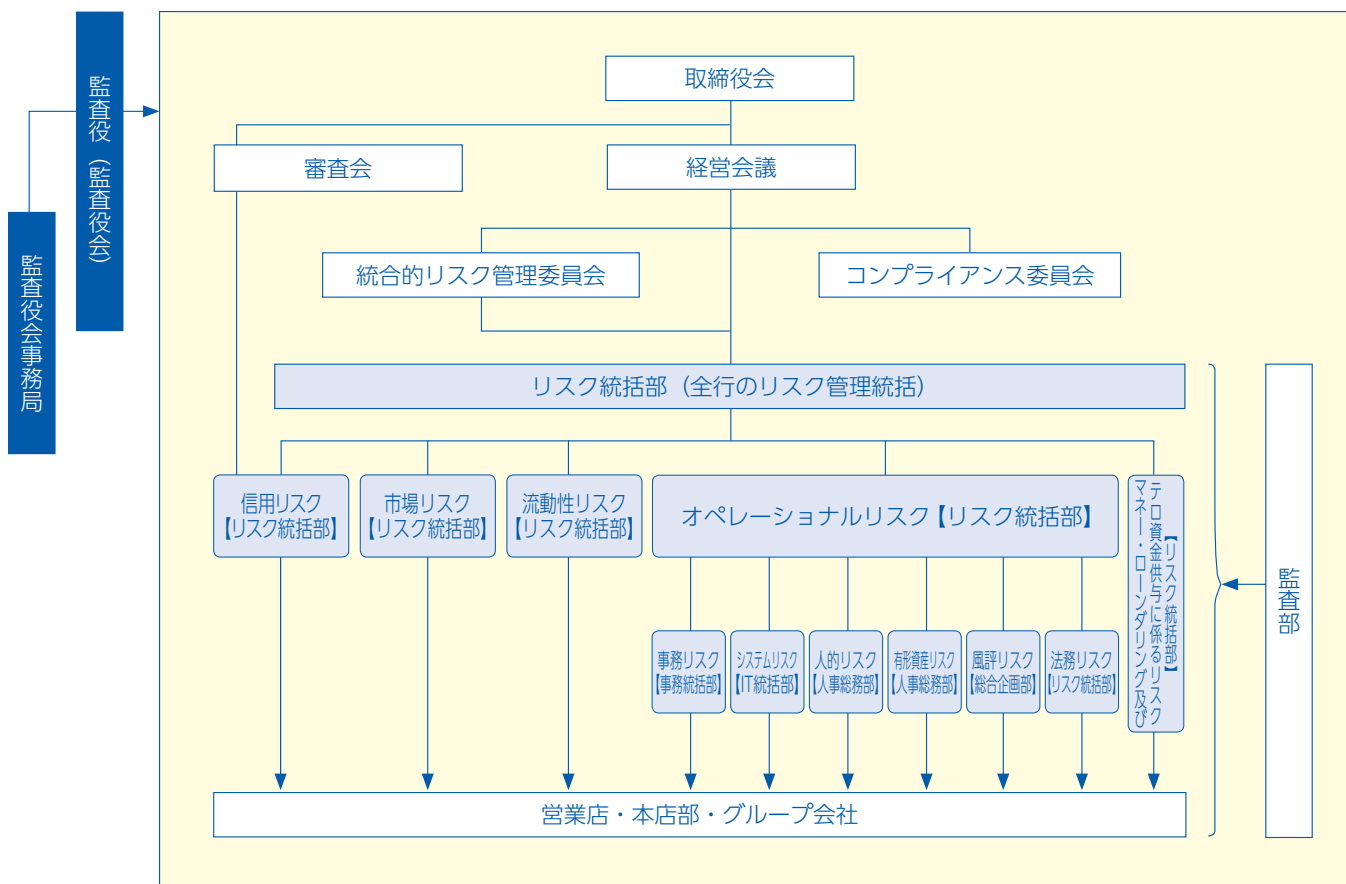 取締役会
監査役（監査役会）
監査役会事務局
審査会
経営会議
統合的リスク管理委員会
コンプライアンス委員会
リスク統括部（全行のリスク管理統括）
信用リスク
【リスク統括部】
市場リスク
【リスク統括部】
流動性リスク
【リスク統括部】
オペレーショナルリスク【リスク統括部】
マネー・ローンダリング及び
テロ資金供与に係るリスク
【リスク統括部】
監査部
事務リスク
【事務統括部】
システムリスク
【IT統括部】
人的リスク
【人事総務部】
有形資産リスク
【人事総務部】
風評リスク
【総合企画部】
法務リスク
【リスク統括部】
営業店・本店部・グループ会社